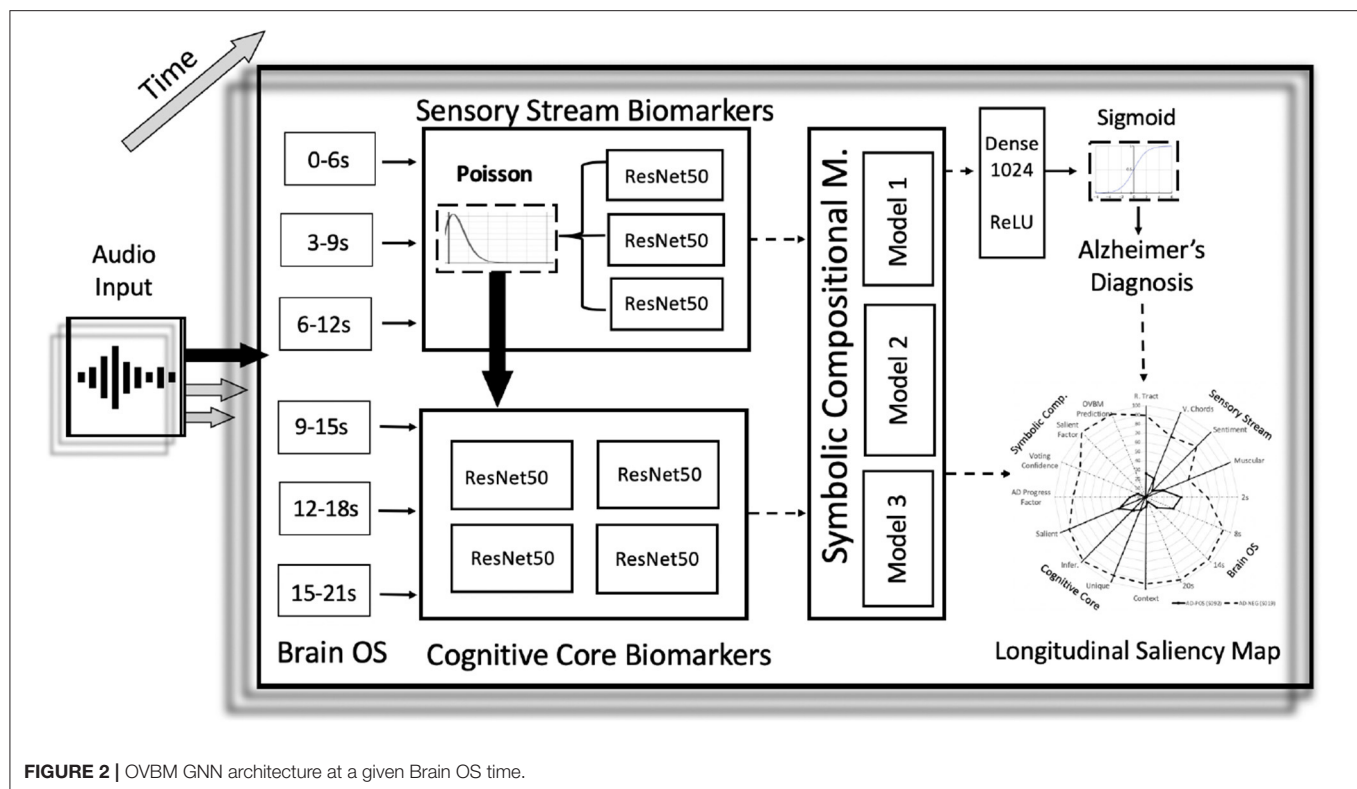 Time
Audio
Input
0-6s
3-9s
6-12s
9-15s
12-18s
15-21s
Brain OS
Sensory Stream Biomarkers
Poisson
ResNet50
ResNet50
ResNet50
ResNet50
ResNet50
ResNet50
ResNet50
Cognitive Core Biomarkers
Symbolic Compositional M.
Model 1
Model 2
Model 3
Dense
1024
ReLU
Sigmoid
Alzheimer's
Diagnosis
Symbolic Comp.
Sensory Stream
Brain OS
Cognitive Core
R. Tract
V. Chords
Sentiment
Muscular
2s
8s
14s
20s
Context
Unique
Infer.
Salient
AD Progress
Factor
Voting
Confidence
Salient
Factor
OVBM
Prediction
Longitudinal Saliency Map
FIGURE 2 | OVBM GNN architecture at a given Brain OS time.